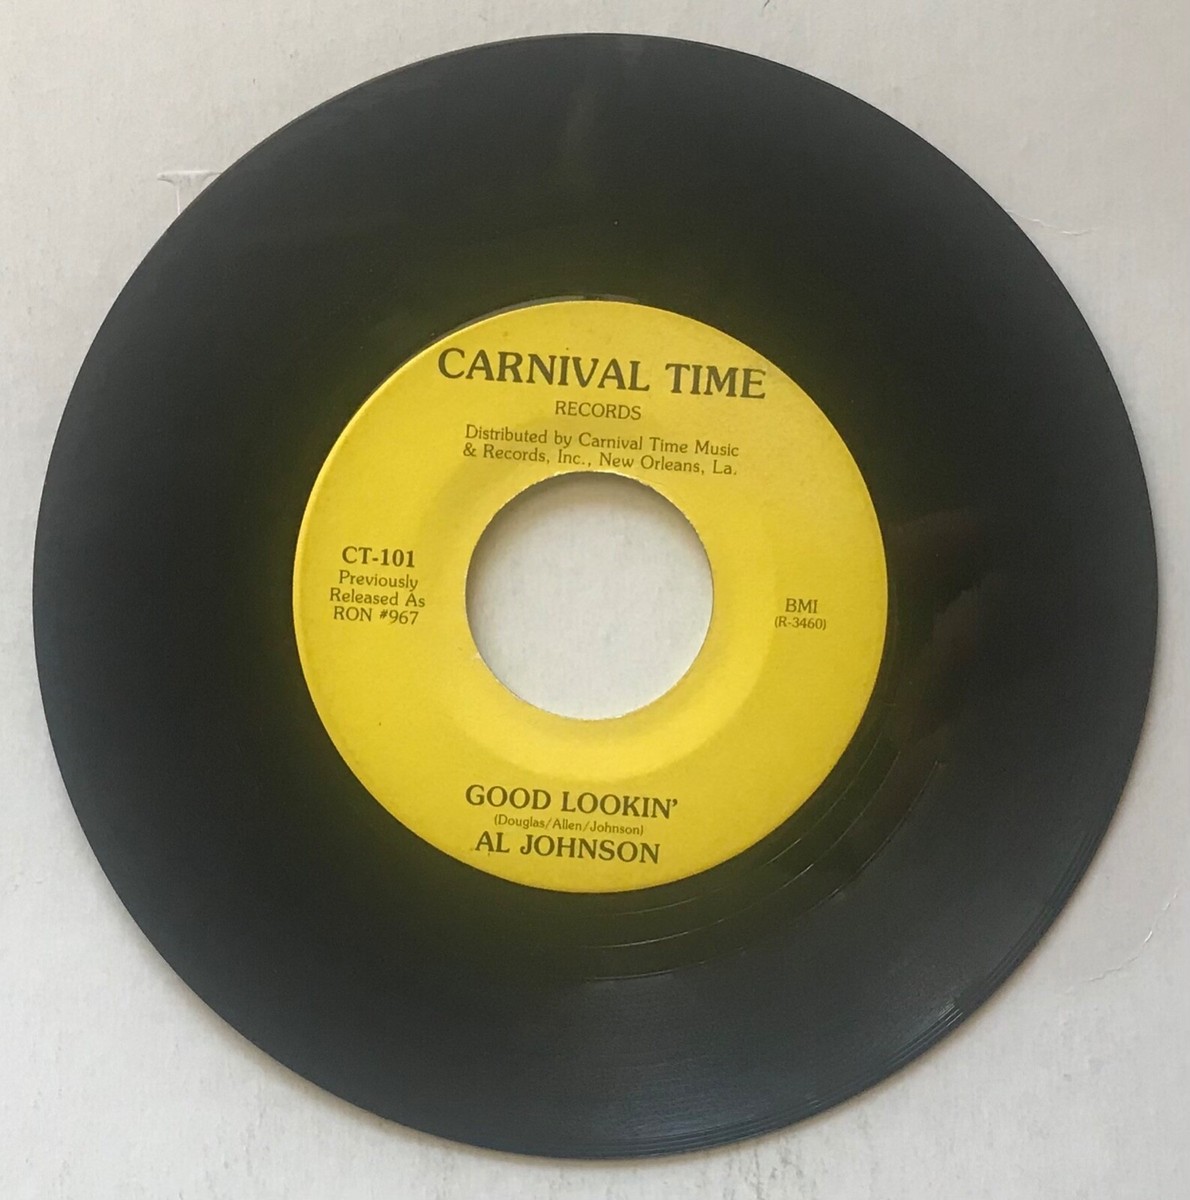 CARNIVAL TIME
RECORDS
Distributed by Carnival Time Music
& Records, Inc., New Orleans, La.
CT-101
Previously
Released As
RON #967
BMI
(R-3460)
GOOD LOOKIN'
(Douglas/Allen/Johnson)
AL JOHNSON